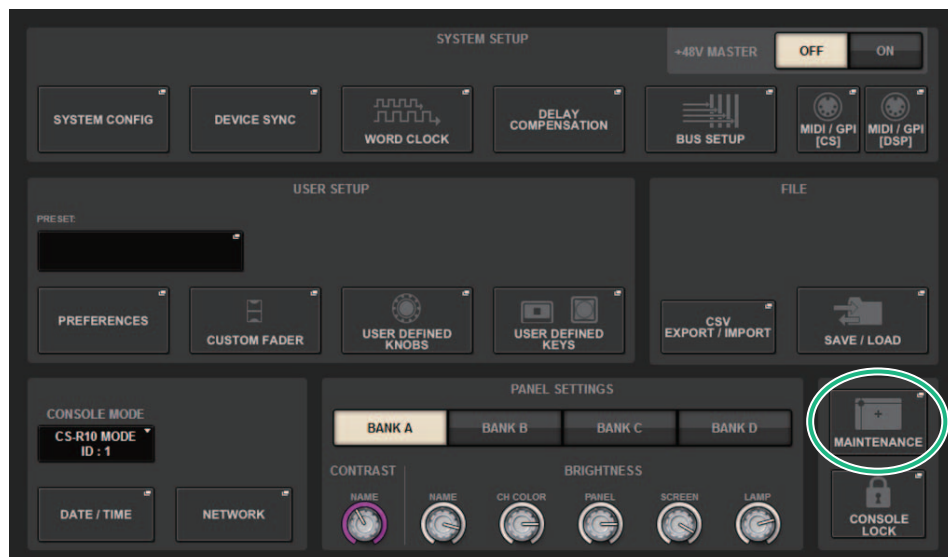 SYSTEM SETUP
+48V MASTER
OFF
ON
SYSTEM CONFIG
DEVICE SYNC
WORD CLOCK
DELAY
COMPENSATION
BUS SETUP
MIDI / GPI
[CS]
MIDI / GPI
[DSP]
USER SETUP
PRESET:
PREFERENCES
CUSTOM FADER
USER DEFINED
KNOBS
USER DEFINED
KEYS
FILE
CSV
EXPORT / IMPORT
SAVE / LOAD
CONSOLE MODE
CS-R10 MODE
ID : 1
DATE / TIME
NETWORK
PANEL SETTINGS
BANK A
BANK B
BANK C
BANK D
CONTRAST
BRIGHTNESS
NAME
NAME
CH COLOR
PANEL
SCREEN
LAMP
MAINTENANCE
CONSOLE
LOCK